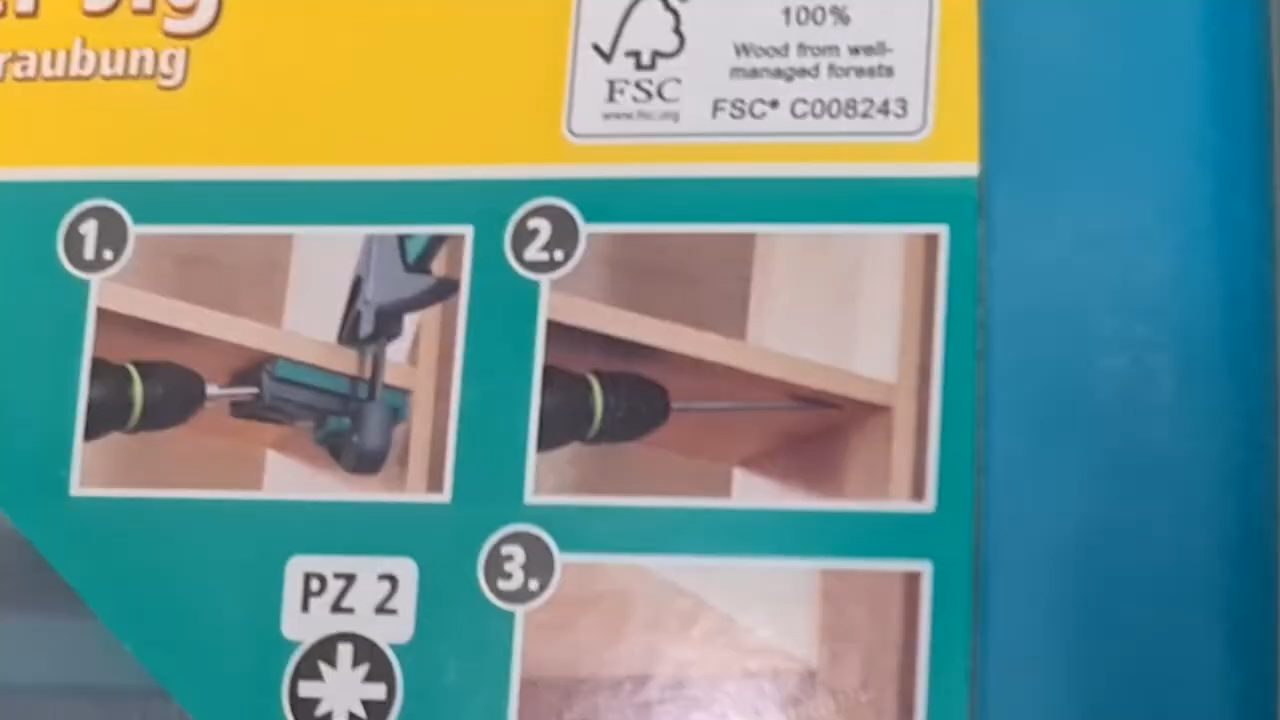 raubung
100%
Wood from well-
managed forests
FSC
www.fsc.org
FSC® C008243
1.
2.
3.
PZ 2